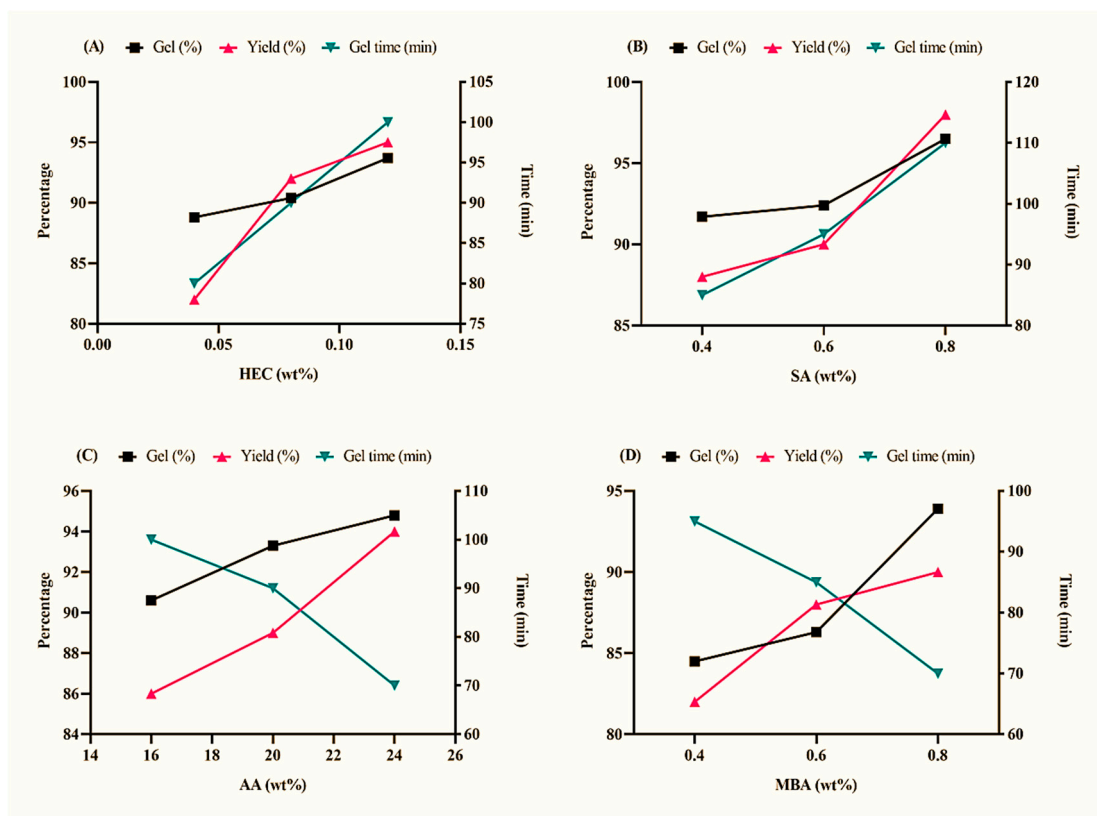 (A) Gel (%) Yield (%) Gel time (min)
100 95 90 85 80
Percentage
105 100 95 90 85 80 75
Time (min)
0.00 0.05 0.10 0.15
HEC (wt%)
(B) Gel (%) Yield (%) Gel time (min)
100 95 90 85
Percentage
120 110 100 90 80
Time (min)
0.4 0.6 0.8
SA (wt%)
(C) Gel (%) Yield (%) Gel time (min)
96 94 92 90 88 86 84
Percentage
110 100 90 80 70 60
Time (min)
14 16 18 20 22 24 26
AA (wt%)
(D) Gel (%) Yield (%) Gel time (min)
95 90 85 80
Percentage
100 90 80 70 60
Time (min)
0.4 0.6 0.8
MBA (wt%)